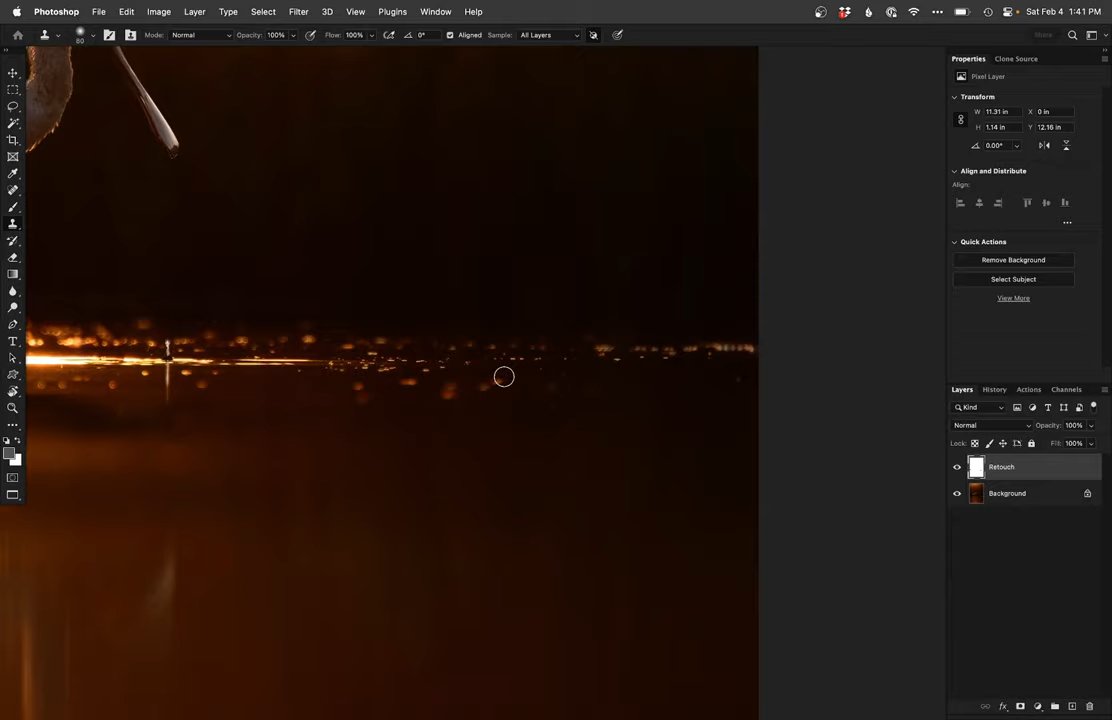 Photoshop File Edit Image Layer Type Select Filter 3D View Plugins Window Help Sat Feb 4 1:41 PM
80 Mode: Normal Opacity: 100% Flow: 100% 0° Aligned Sample: All Layers Share
Properties Clone Source
Pixel Layer
Transform
W 11.31 in X 0 in
H 1.14 in Y 12.16 in
0.00°
Align and Distribute
Align:
Quick Actions
Remove Background
Select Subject
View More
Layers History Actions Channels
Kind
Normal Opacity: 100%
Lock: Fill: 100%
Retouch
Background